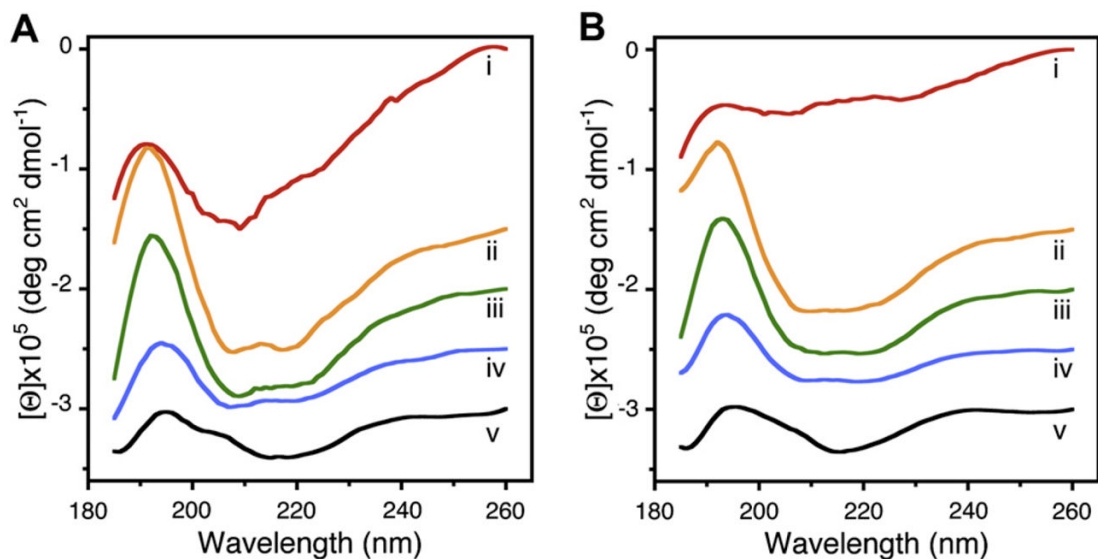 A
B
0
-1
-2
-3
[Θ]x10⁵ (deg cm² dmol⁻¹)
i
ii
iii
iv
v
180
200
220
240
260
Wavelength (nm)
0
-1
-2
-3
[Θ]x10⁵ (deg cm² dmol⁻¹)
i
ii
iii
iv
v
180
200
220
240
260
Wavelength (nm)